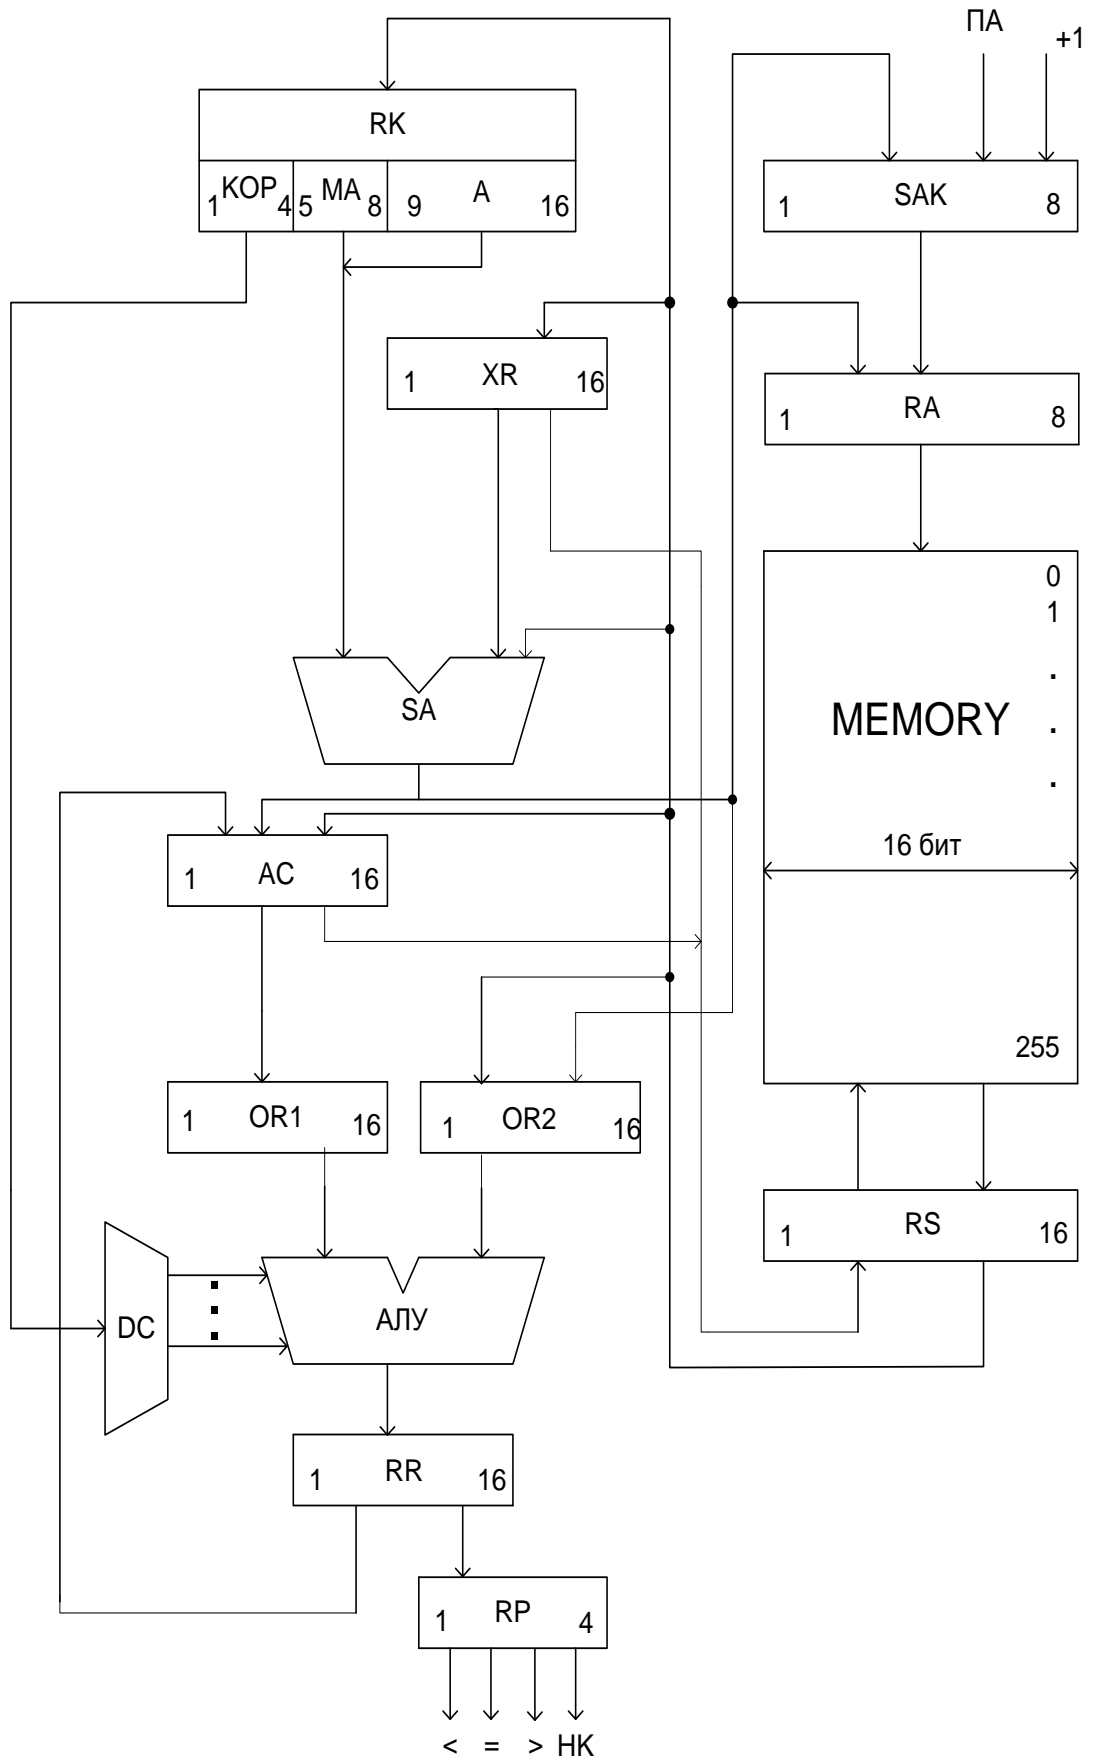 ПА
+1
RK
1 КОР 4
5 МА 8
9 А 16
1 SAK 8
1 XR 16
1 RA 8
0
1
.
.
.
MEMORY
SA
16 бит
1 AC 16
255
1 OR1 16
1 OR2 16
1 RS 16
DC
АЛУ
1 RR 16
1 RP 4
< = > НК